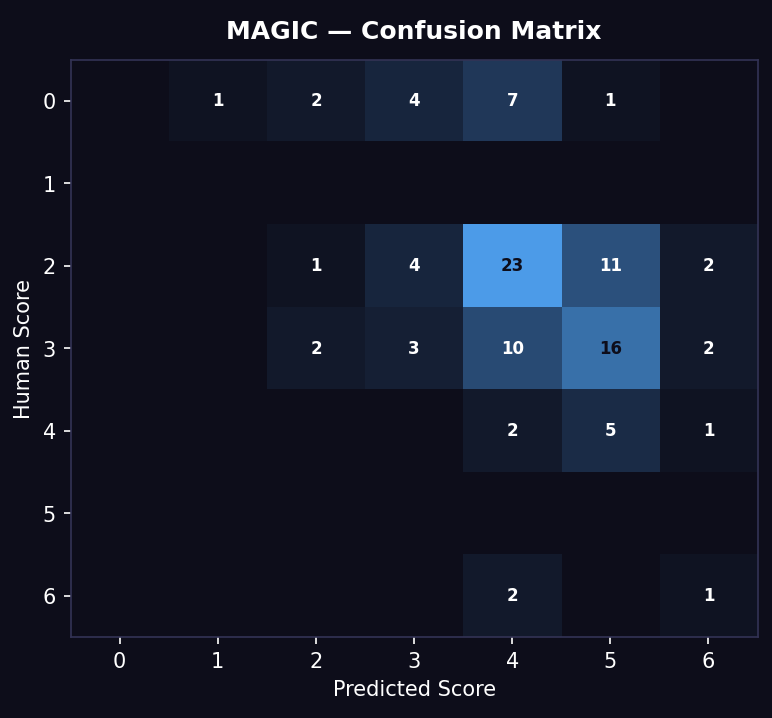 MAGIC — Confusion Matrix
0 1 2 4 7 1
1
2 1 4 23 11 2
3 2 3 10 16 2
4 2 5 1
5
6 2 1
Human Score
0 1 2 3 4 5 6
Predicted Score